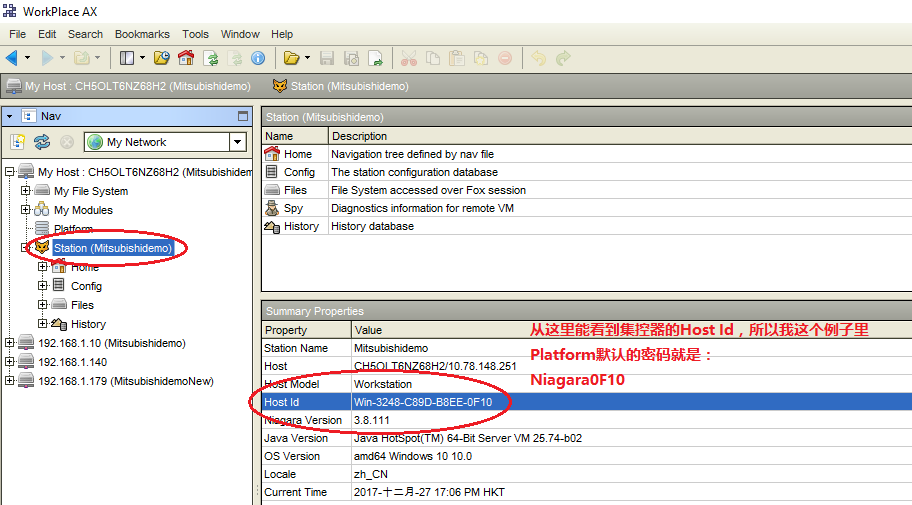 WorkPlace AX
File Edit Search Bookmarks Tools Window Help
My Host : CH5OLT6NZ68H2 (Mitsubishidemo) Station (Mitsubishidemo)
Nav
My Network
My Host : CH5OLT6NZ68H2 (Mitsubishidem
My File System
My Modules
Platform
Station (Mitsubishidemo)
Home
Config
Files
History
192.168.1.10 (Mitsubishidemo)
192.168.1.140
192.168.1.179 (MitsubishidemoNew)
Station (Mitsubishidemo)
Name Description
Home Navigation tree defined by nav file
Config The station configuration database
Files File System accessed over Fox session
Spy Diagnostics information for remote VM
History History database
Summary Properties
Property Value
Station Name Mitsubishidemo
Host CH5OLT6NZ68H2/10.78.148.251
Host Model Workstation
Host Id Win-3248-C89D-B8EE-0F10
Niagara Version 3.8.111
Java Version Java HotSpot(TM) 64-Bit Server VM 25.74-b02
OS Version amd64 Windows 10 10.0
Locale zh_CN
Current Time 2017-十二月-27 17:06 PM HKT
从这里能看到集控器的Host Id，所以我这个例子里
Platform默认的密码就是：
Niagara0F10